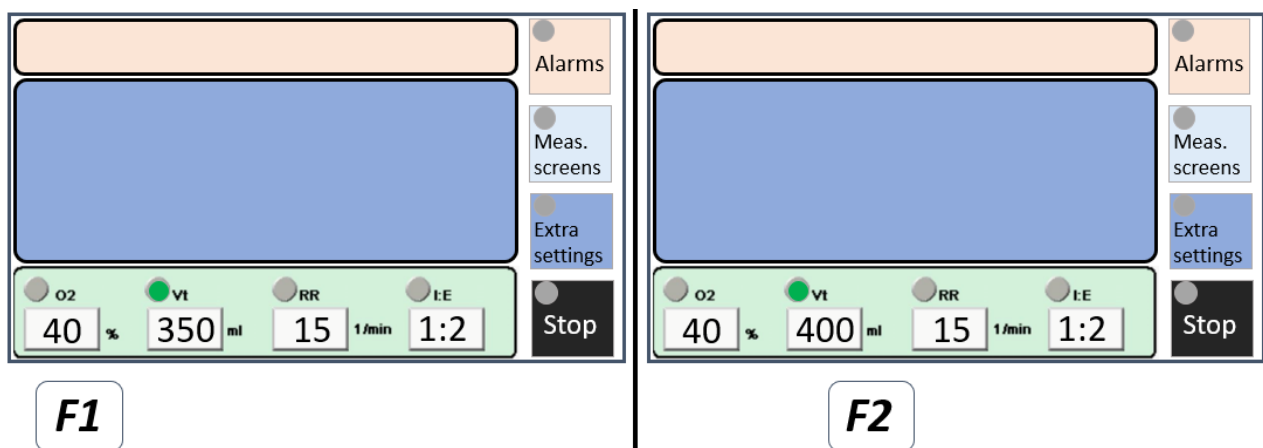 Alarms
Meas.
screens
Extra
settings
O2 Vt RR I:E
40 % 350 ml 15 1/min 1:2
Stop
F1
Alarms
Meas.
screens
Extra
settings
O2 Vt RR I:E
40 % 400 ml 15 1/min 1:2
Stop
F2